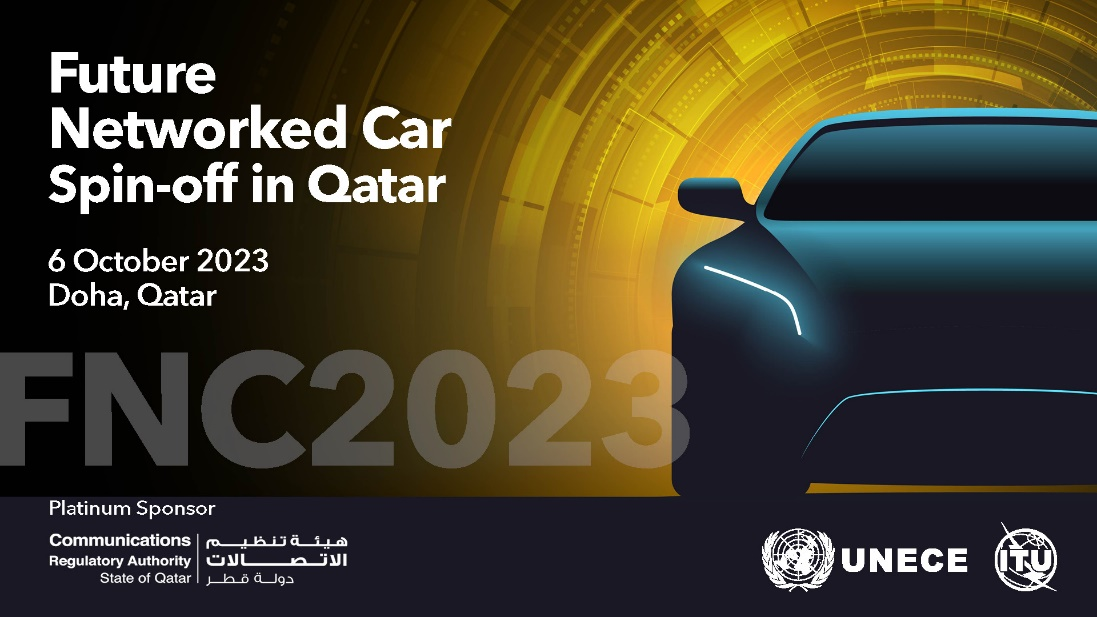 Future
Networked Car
Spin-off in Qatar
6 October 2023
Doha, Qatar
FNC2023
Platinum Sponsor
Communications
Regulatory Authority
State of Qatar
هيئة تنظيم
الاتصالات
دولة قطر
UNECE
ITU